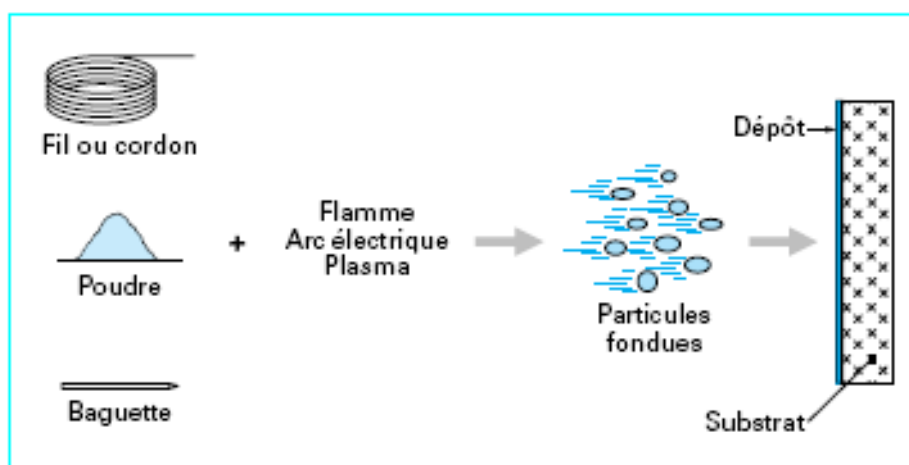 Fil ou cordon
Poudre
Baguette
+
Flamme
Arc électrique
Plasma
Particules
fondues
Dépôt
Substrat